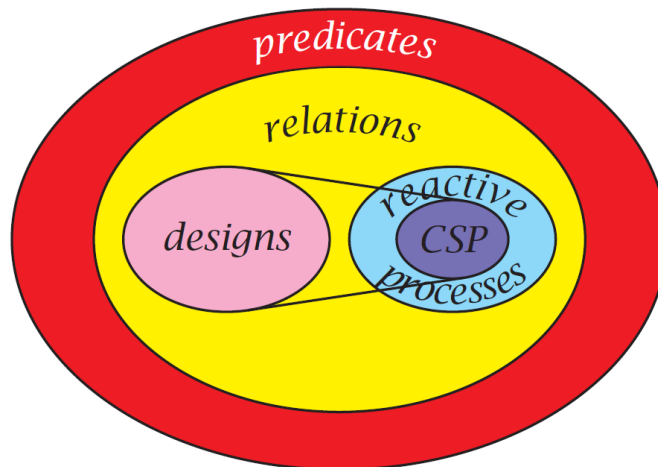 predicates
relations
designs
reactive
CSP
processes